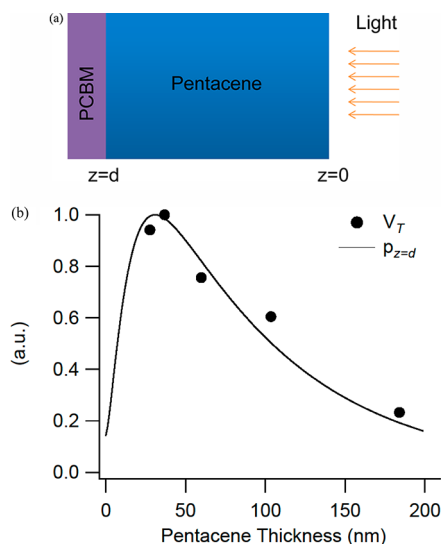 (a)
Light
PCBM
Pentacene
z=d
z=0
(b)
V_T
p_{z=d}
1.0
0.8
0.6
0.4
0.2
0.0
(a.u.)
0 50 100 150 200
Pentacene Thickness (nm)